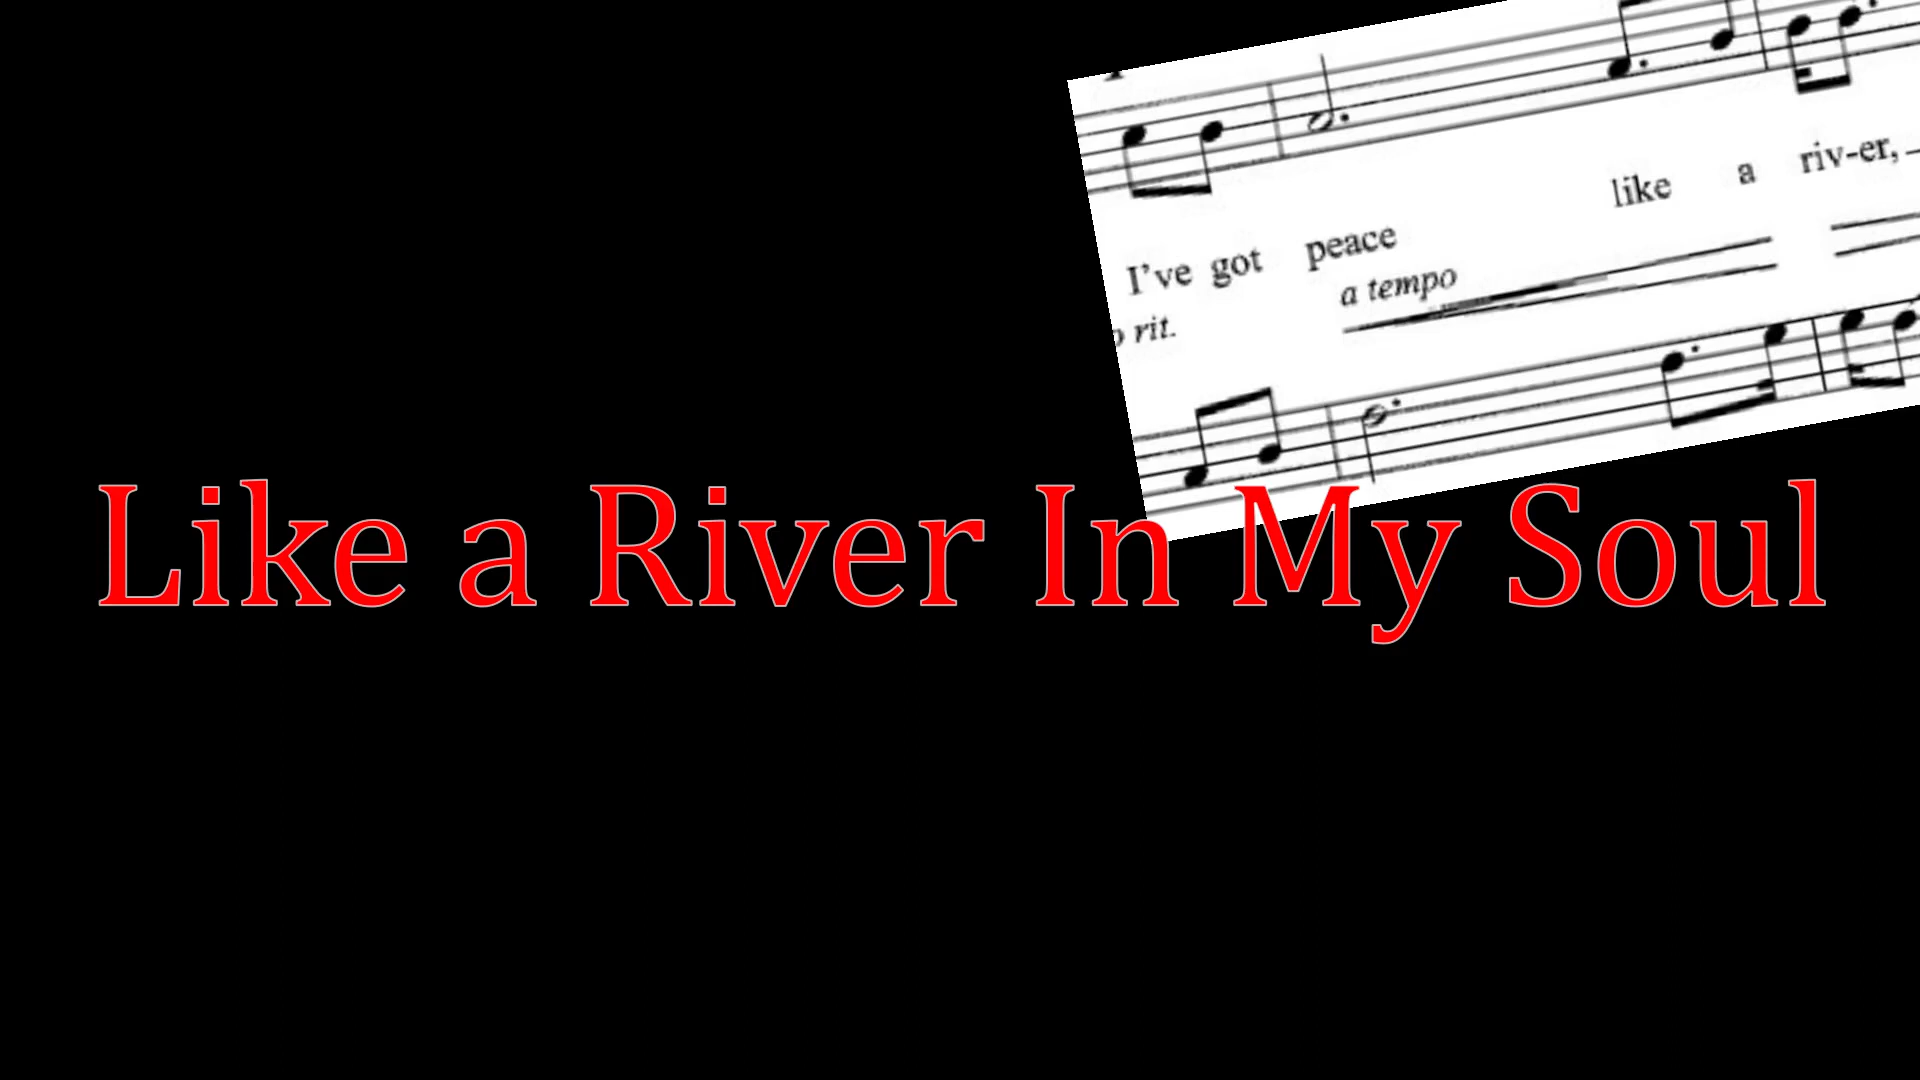 I've got peace like a riv-er,
a tempo
rit.
Like a River In My Soul